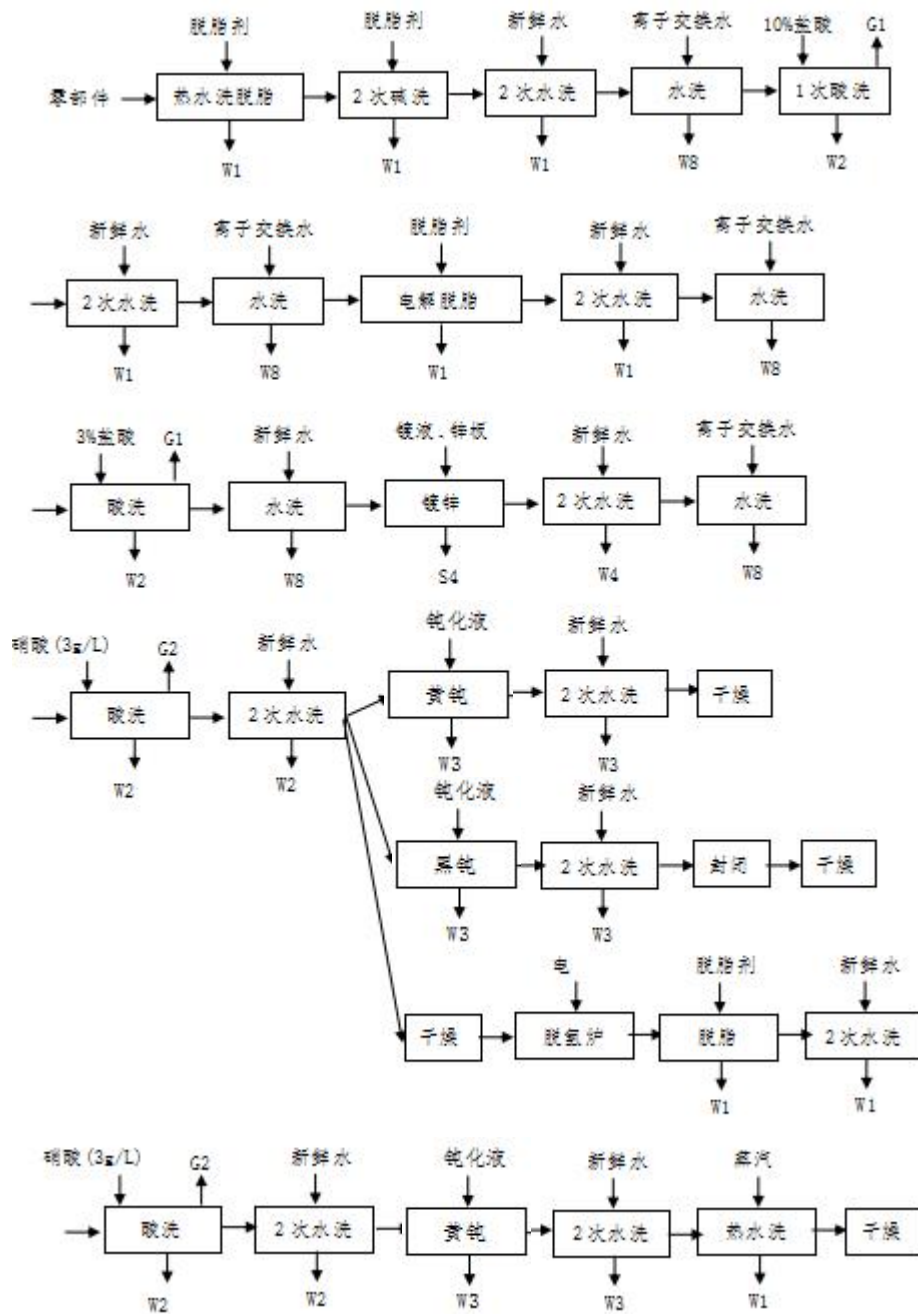 脱脂剂 脱脂剂 新鲜水 离子交换水 10%盐酸 G1
零部件 热水洗脱脂 2次碱洗 2次水洗 水洗 1次酸洗
W1 W1 W1 W8 W2
新鲜水 离子交换水 脱脂剂 新鲜水 离子交换水
2次水洗 水洗 电解脱脂 2次水洗 水洗
W1 W8 W1 W1 W8
3%盐酸 G1 新鲜水 镀液、锌板 新鲜水 离子交换水
酸洗 水洗 镀锌 2次水洗 水洗
W2 W8 S4 W4 W8
硝酸(3g/L) G2 新鲜水 钝化液 新鲜水
酸洗 2次水洗 黄钝 2次水洗 干燥
W2 W2 W3 W3
钝化液 新鲜水
黑钝 2次水洗 封闭 干燥
W3 W3
电 脱脂剂 新鲜水
干燥 脱氢炉 脱脂 2次水洗
W1 W1
硝酸(3g/L) G2 新鲜水 钝化液 新鲜水 蒸汽
酸洗 2次水洗 黄钝 2次水洗 热水洗 干燥
W2 W2 W3 W3 W1